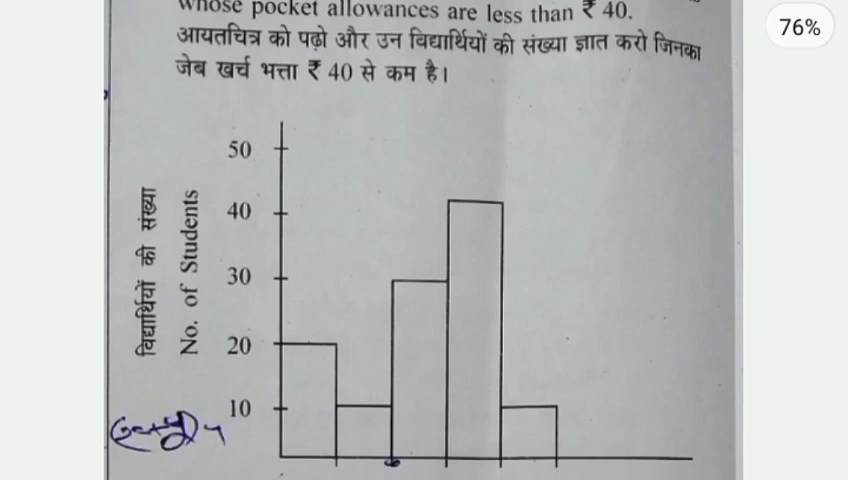 whose pocket allowances are less than ₹ 40.
आयतचित्र को पढ़ो और उन विद्यार्थियों की संख्या ज्ञात करो जिनका
जेब खर्च भत्ता ₹ 40 से कम है।
76%
50
40
30
20
10
विद्यार्थियों की संख्या
No. of Students